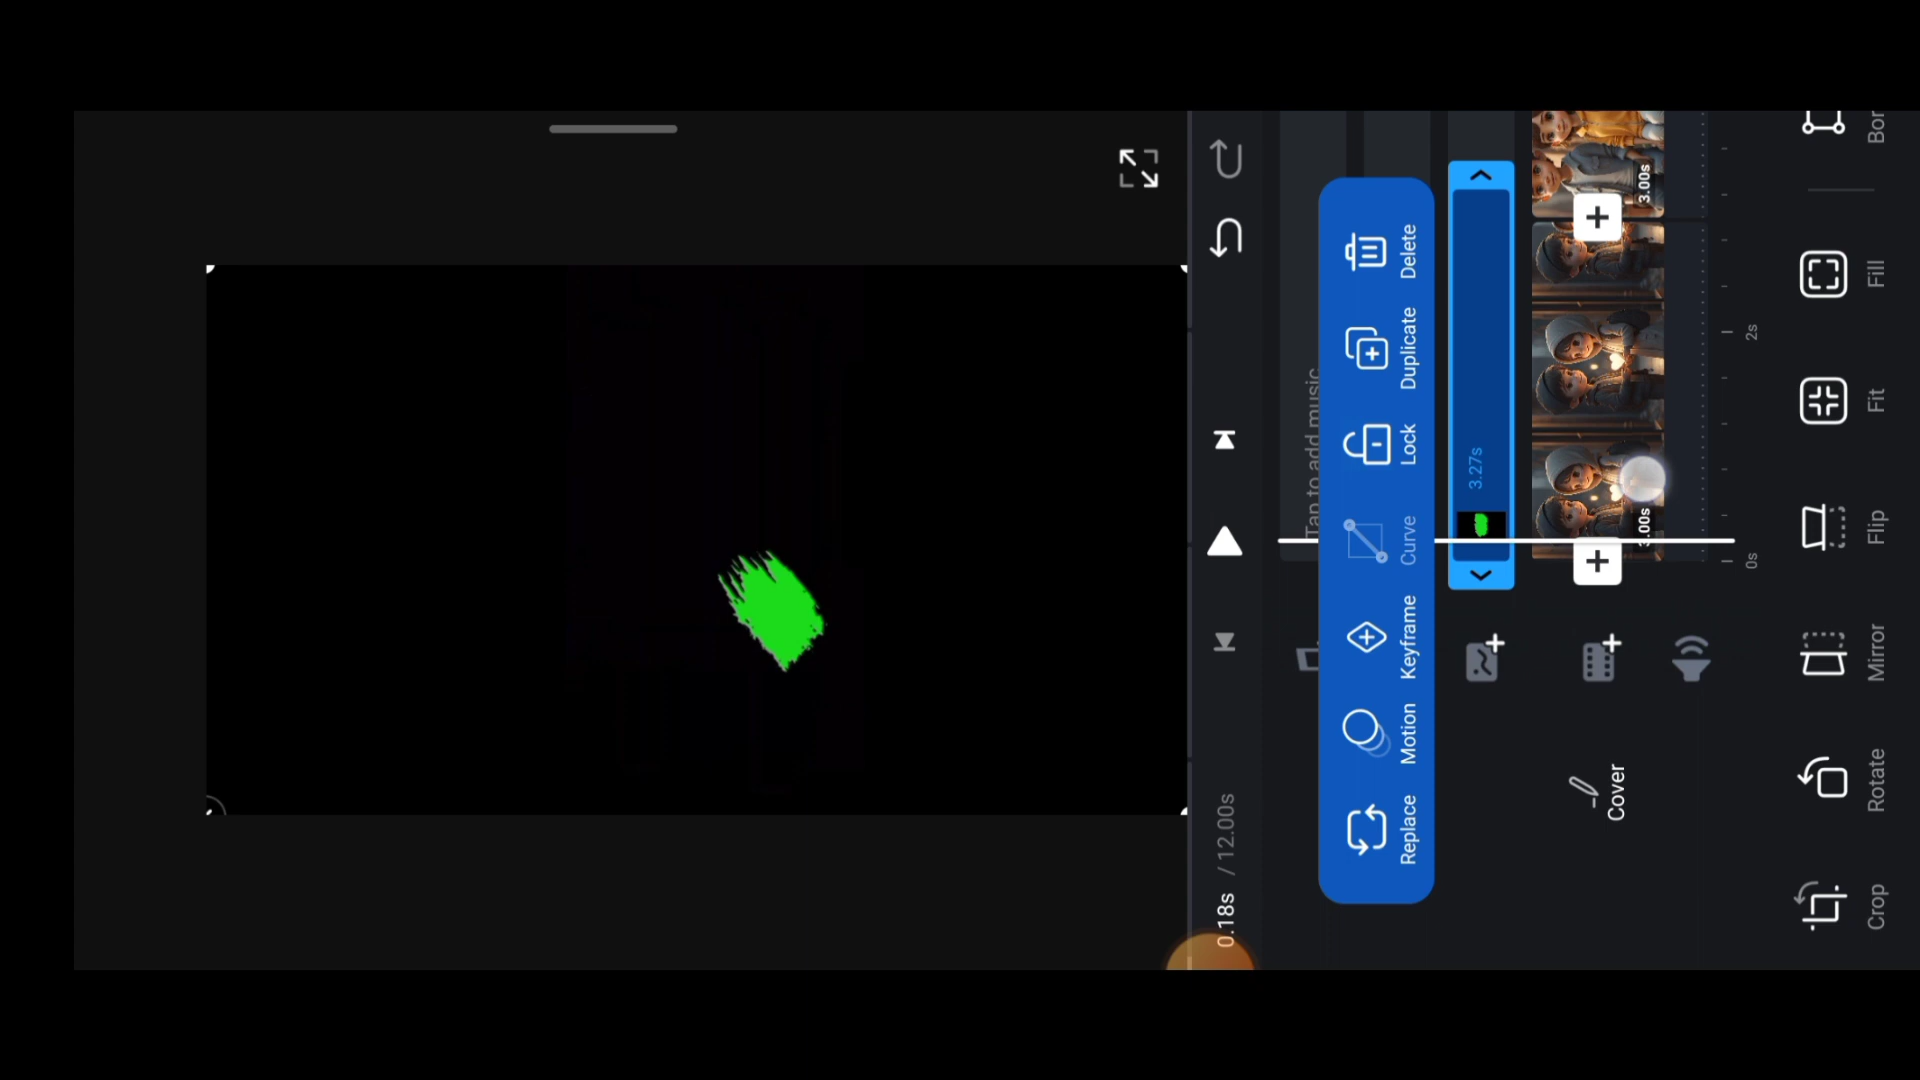 0.18s / 12.00s
Tap to add music
Replace
Motion
Keyframe
Curve
Lock
Duplicate
Delete
3.27s
Cover
3.00s
3.00s
0s
2s
Crop
Rotate
Mirror
Flip
Fit
Fill
Bor